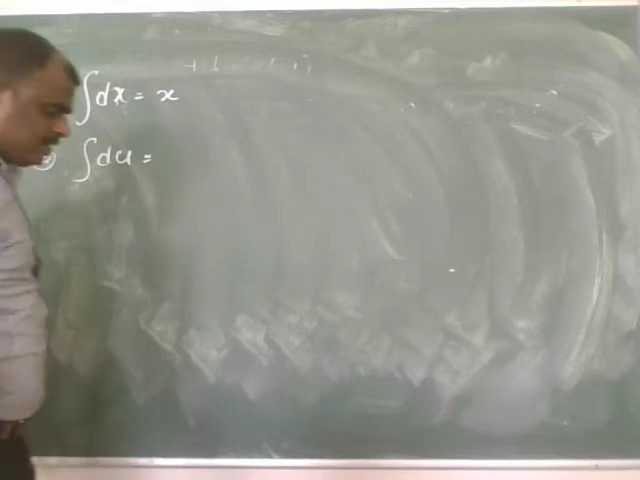 ∫dx = x
∫du =